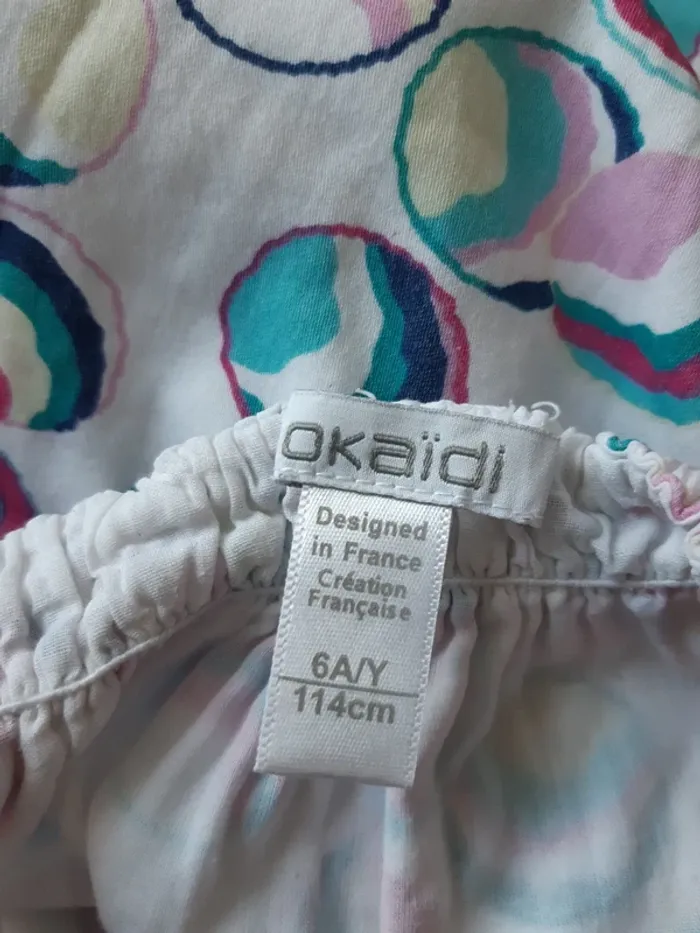 okaïdi
Designed
in France
Création
Française
6A/Y
114cm